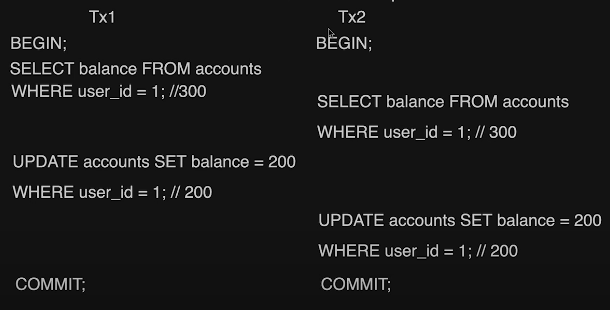 Tx1
BEGIN;
SELECT balance FROM accounts
WHERE user_id = 1; //300
UPDATE accounts SET balance = 200
WHERE user_id = 1; // 200
COMMIT;
Tx2
BEGIN;
SELECT balance FROM accounts
WHERE user_id = 1; // 300
UPDATE accounts SET balance = 200
WHERE user_id = 1; // 200
COMMIT;